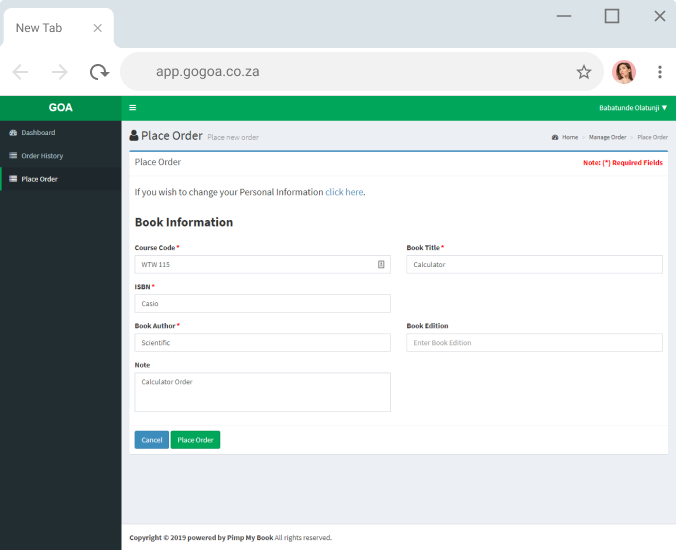 New Tab
app.gogoa.co.za
GOA
Babatunde Olatunji
Dashboard
Order History
Place Order
Place Order Place new order
Home > Manage Order > Place Order
Place Order
Note: (*) Required Fields
If you wish to change your Personal Information click here.
Book Information
Course Code *
Book Title *
WTW 115
Calculator
ISBN *
Casio
Book Author *
Book Edition
Scientific
Enter Book Edition
Note
Calculator Order
Cancel
Place Order
Copyright © 2019 powered by Pimp My Book All rights reserved.